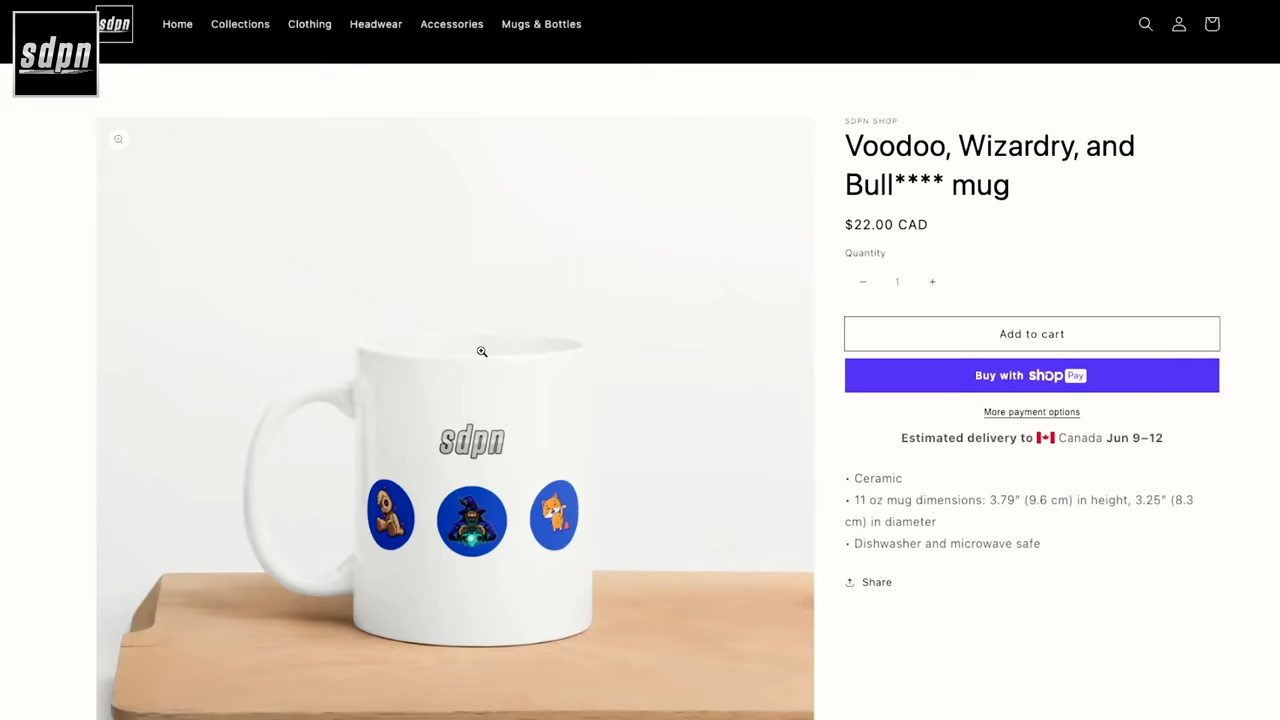 sdpn
sdpn
Home Collections Clothing Headwear Accessories Mugs & Bottles
SDPN SHOP
Voodoo, Wizardry, and
Bull**** mug
$22.00 CAD
Quantity
− 1 +
Add to cart
Buy with shop Pay
More payment options
Estimated delivery to Canada Jun 9–12
• Ceramic
• 11 oz mug dimensions: 3.79″ (9.6 cm) in height, 3.25″ (8.3
cm) in diameter
• Dishwasher and microwave safe
Share
sdpn